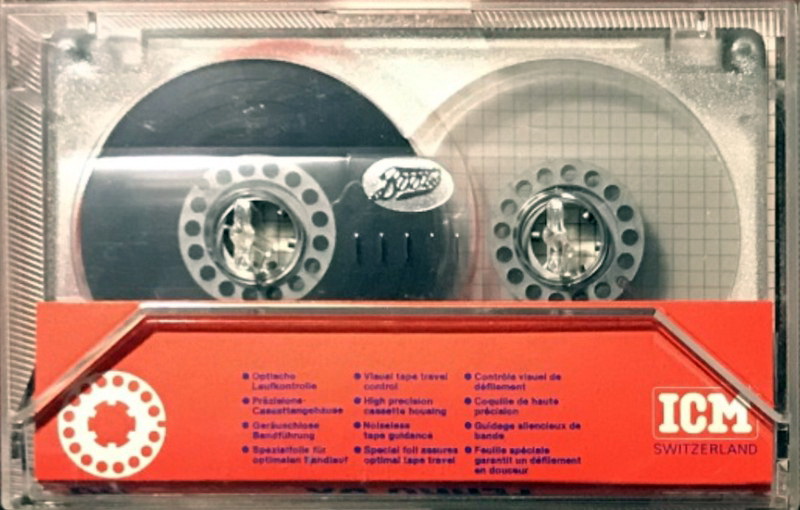 Boots
• Optische
Laufkontrolle
• Präzisions-
Cassettengehäuse
• Geräuschlose
Bandführung
• Spezialfolie für
optimalen Bandlauf
• Visual tape travel
control
• High precision
cassette housing
• Noiseless
tape guidance
• Special foil assures
optimal tape travel
• Contrôle visuel de
défilement
• Coquille de haute
précision
• Guidage silencieux de
bande
• Feuille spéciale
garantit un défilement
en douceur
ICM
SWITZERLAND